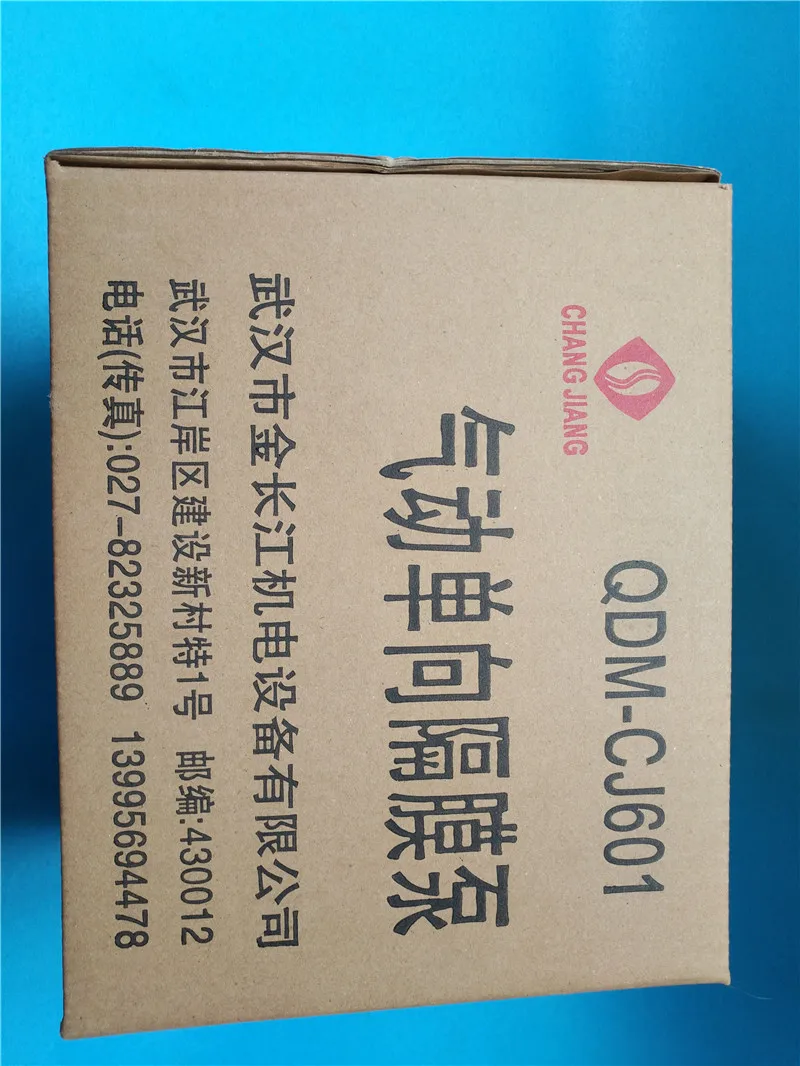 CHANG JIANG
QDM-CJ601
气动单向隔膜泵
武汉市金长江机电设备有限公司
武汉市江岸区建设新村特1号 邮编:430012
电话(传真):027-82325889 13995694478